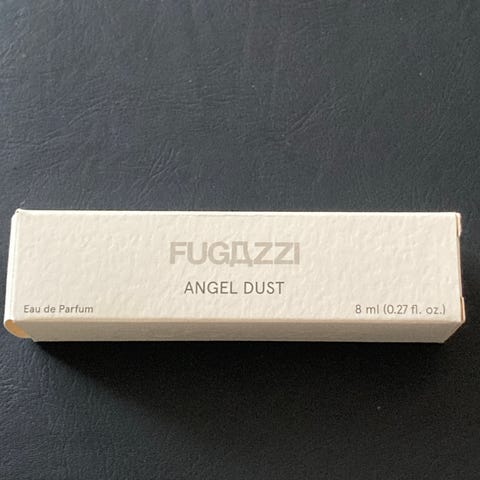 FUGAZZI
ANGEL DUST
Eau de Parfum
8 ml (0.27 fl. oz.)